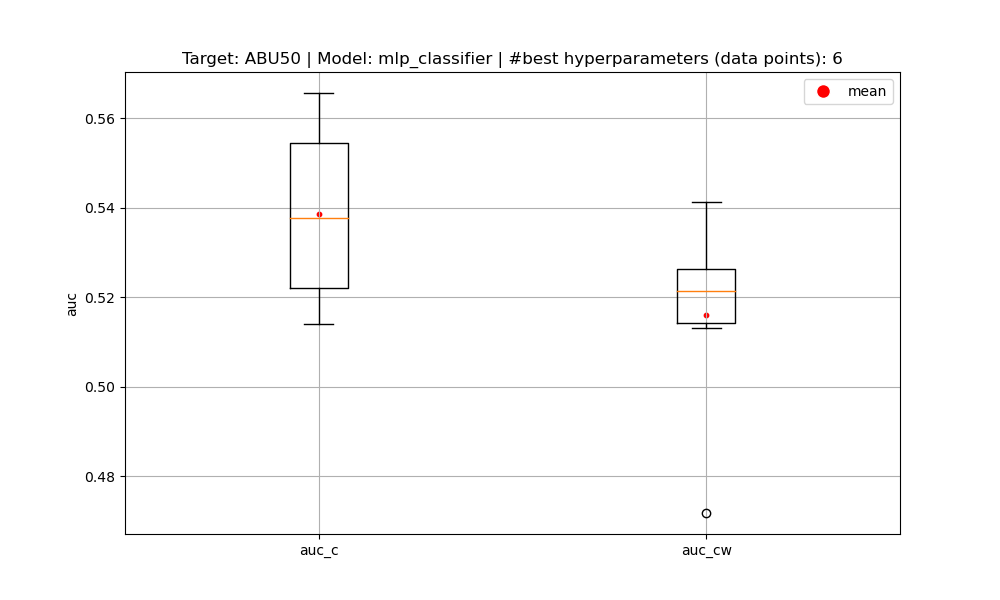 Target: ABU50 | Model: mlp_classifier | #best hyperparameters (data points): 6
mean
0.56
0.54
0.52
0.50
0.48
auc
auc_c
auc_cw